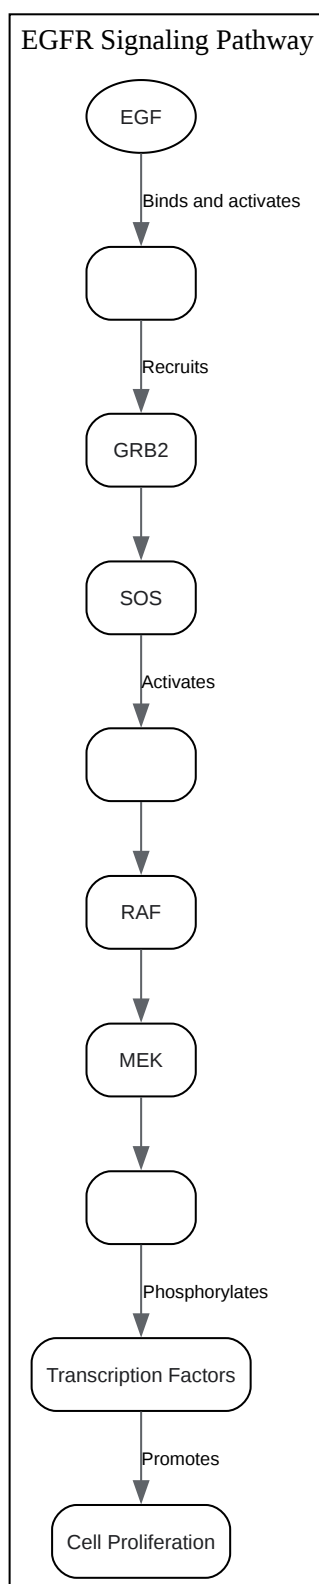 EGFR Signaling Pathway
EGF
Binds and activates
Recruits
GRB2
SOS
Activates
RAF
MEK
Phosphorylates
Transcription Factors
Promotes
Cell Proliferation